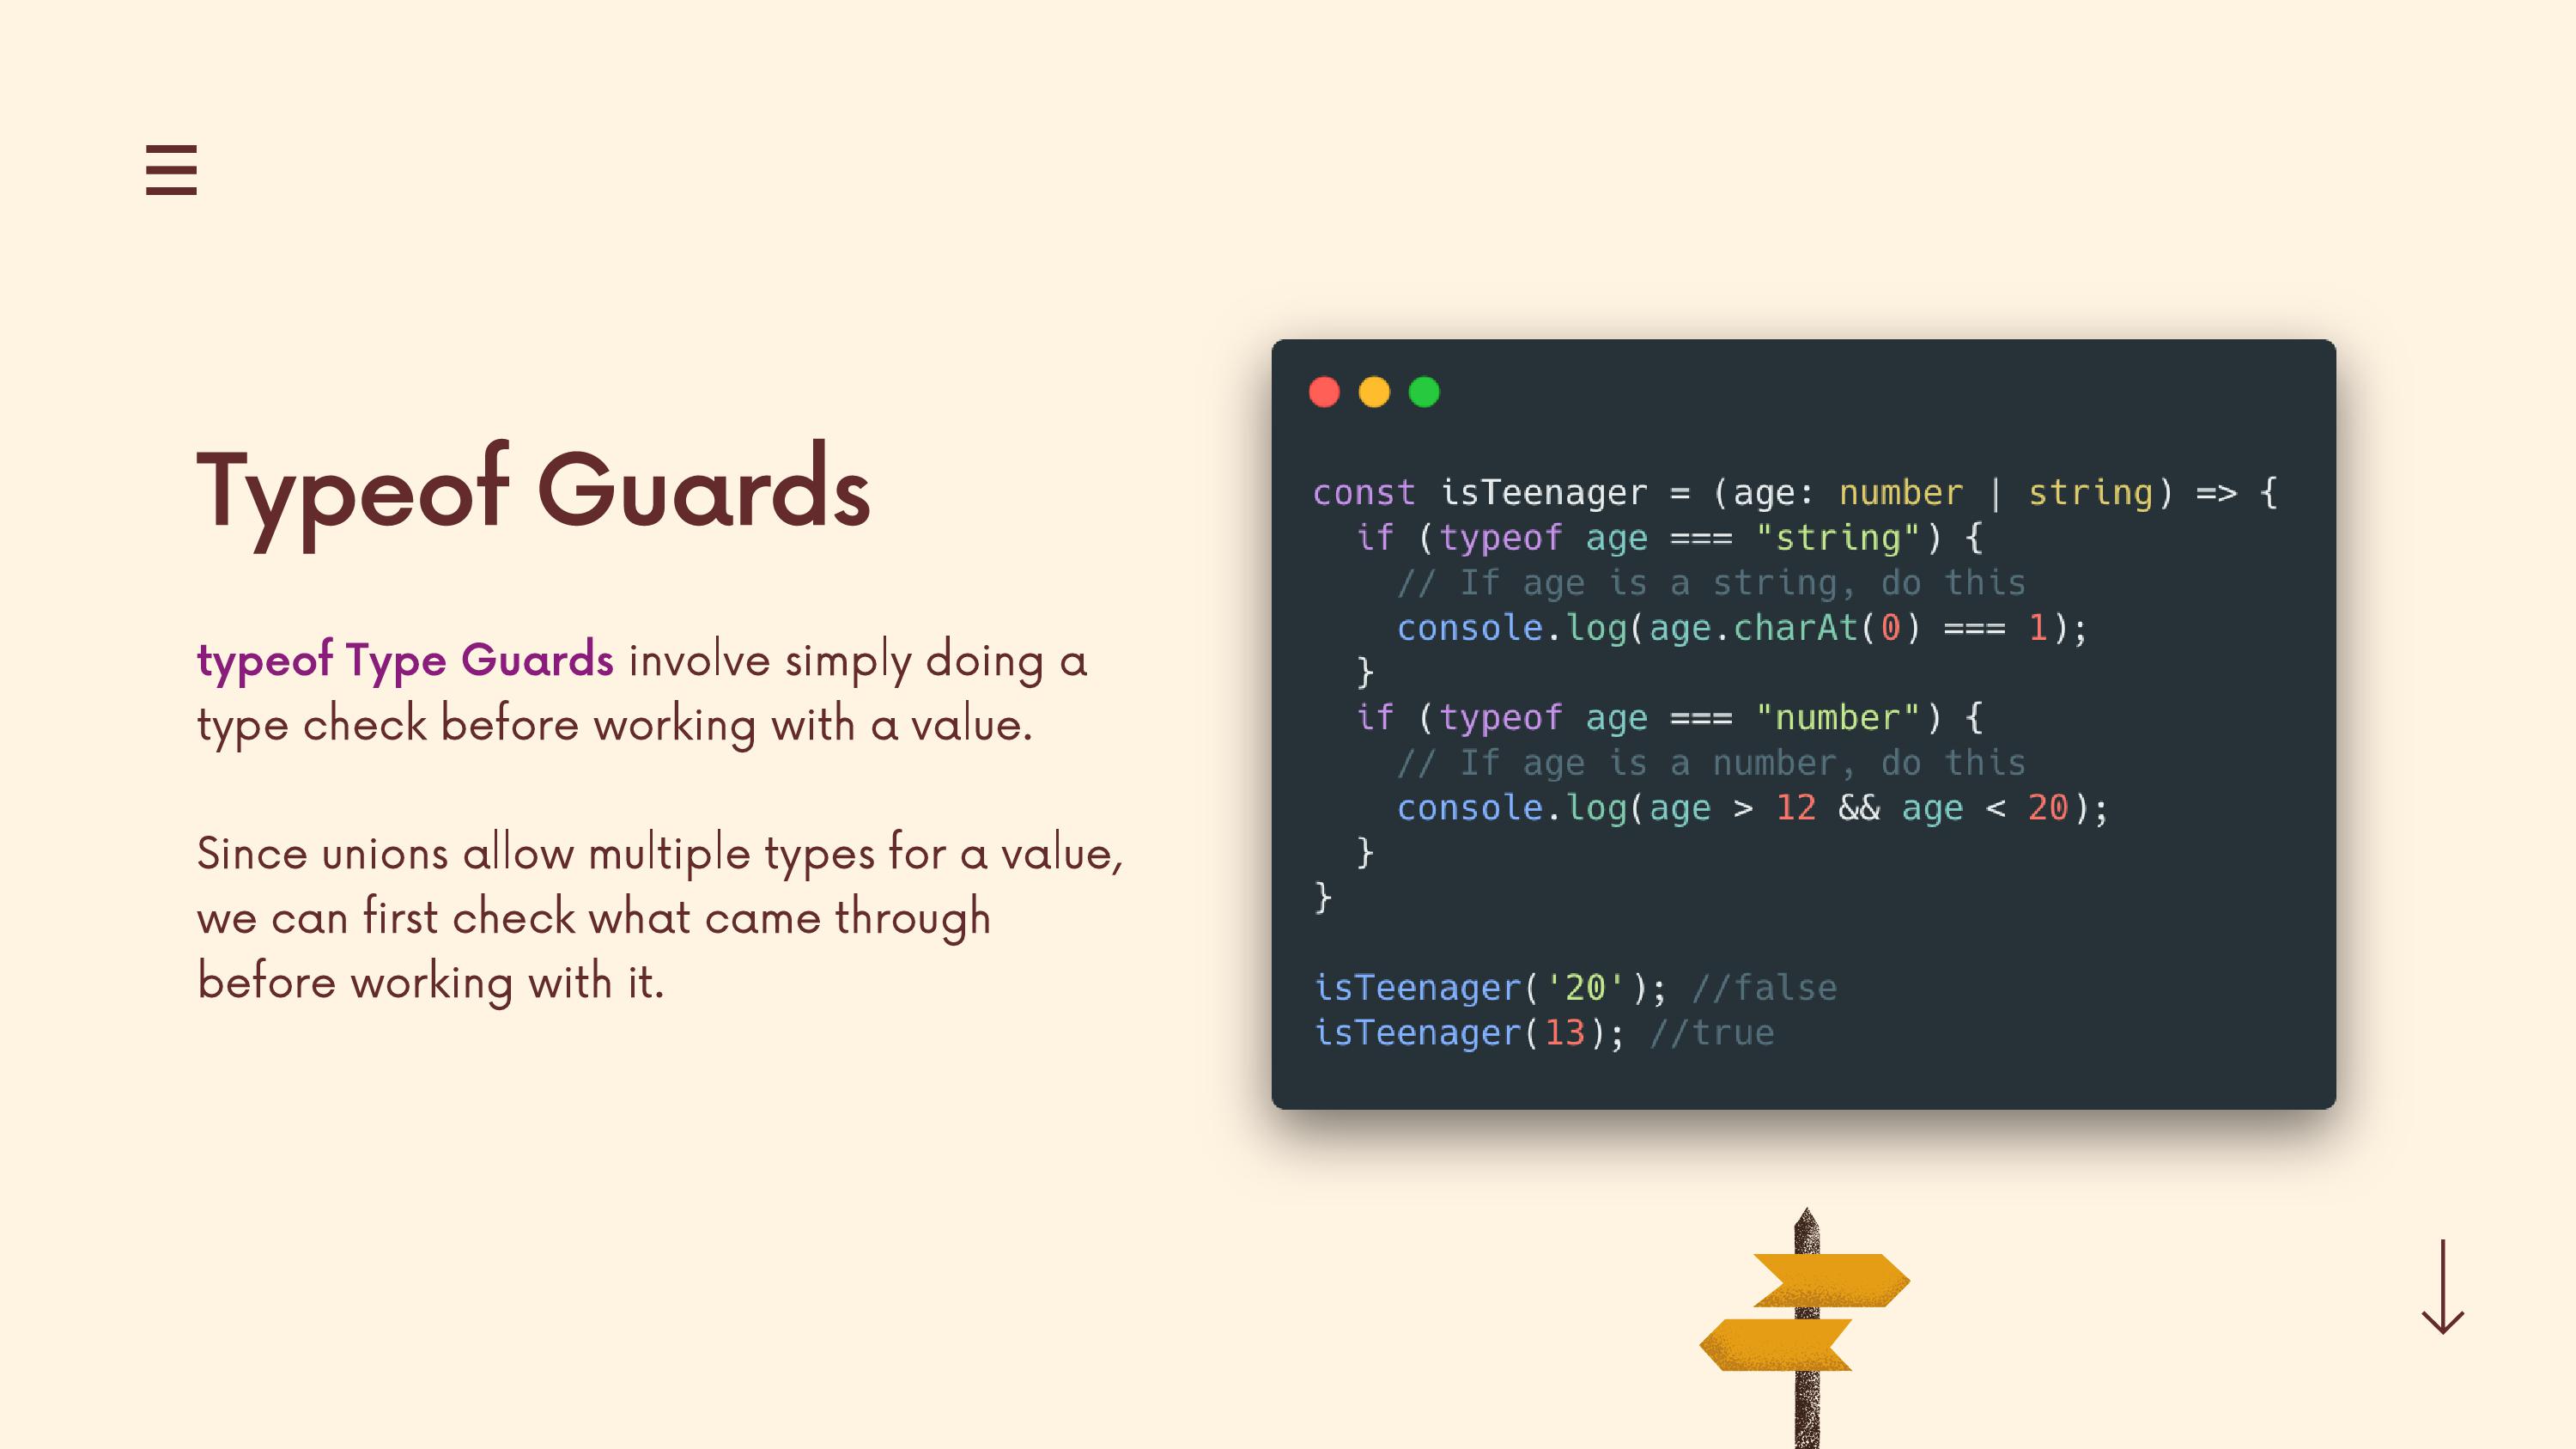 Typeof Guards
typeof Type Guards involve simply doing a
type check before working with a value.
Since unions allow multiple types for a value,
we can first check what came through
before working with it.
const isTeenager = (age: number | string) => {
  if (typeof age === "string") {
    // If age is a string, do this
    console.log(age.charAt(0) === 1);
  }
  if (typeof age === "number") {
    // If age is a number, do this
    console.log(age > 12 && age < 20);
  }
}
isTeenager('20'); //false
isTeenager(13); //true